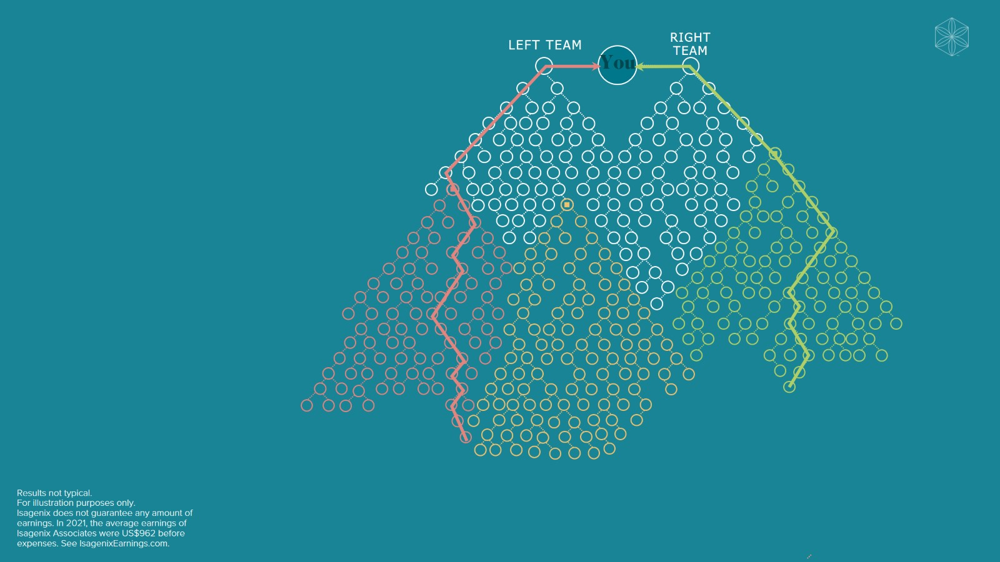 LEFT TEAM
RIGHT
TEAM
You
Results not typical.
For illustration purposes only.
Isagenix does not guarantee any amount of
earnings. In 2021, the average earnings of
Isagenix Associates were US$962 before
expenses. See IsagenixEarnings.com.